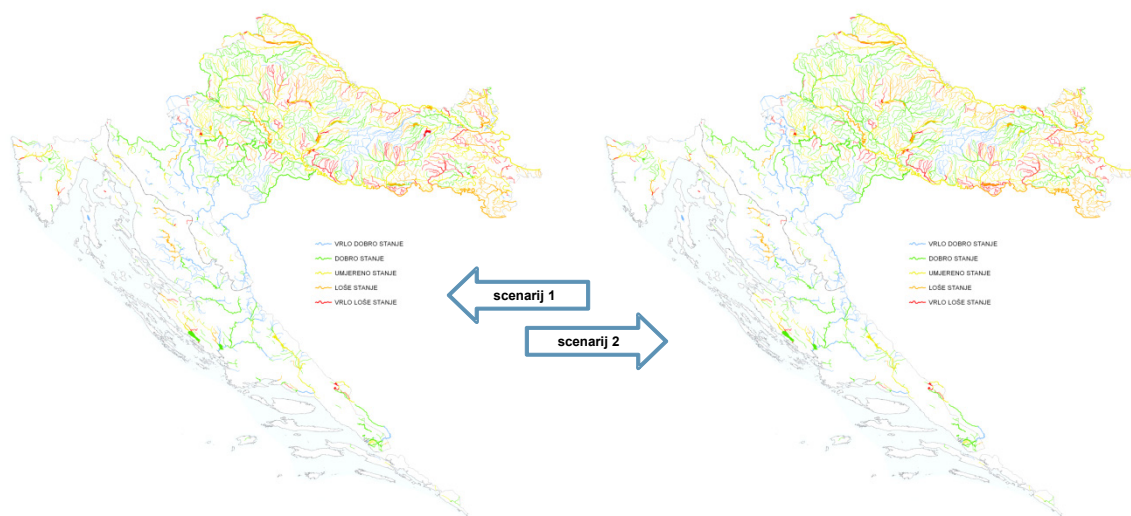 VRLO DOBRO STANJE
DOBRO STANJE
UMJERENO STANJE
LOŠE STANJE
VRLO LOŠE STANJE
scenarij 1
scenarij 2
VRLO DOBRO STANJE
DOBRO STANJE
UMJERENO STANJE
LOŠE STANJE
VRLO LOŠE STANJE